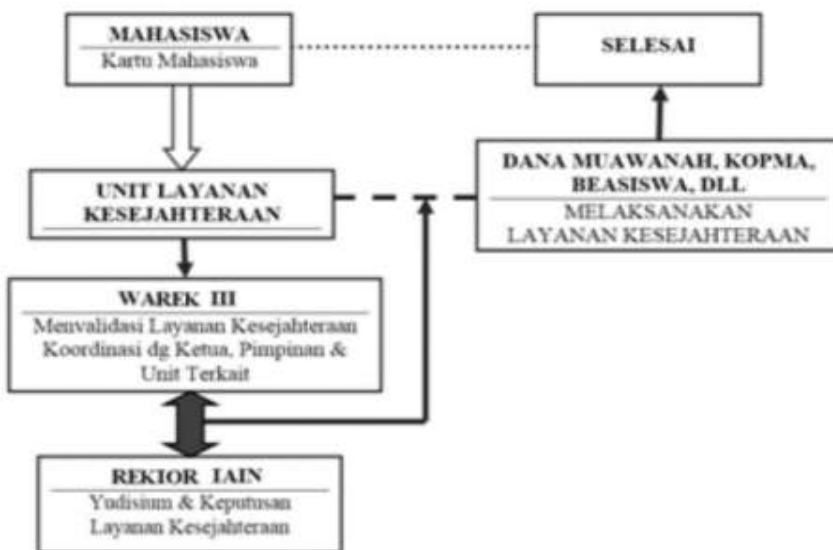 MAHASISWA
Kartu Mahasiswa
SELESAI
UNIT LAYANAN
KESEJAHTERAAN
DANA MUAWANAH, KOPMA,
BEASISWA, DLL
MELAKSANAKAN
LAYANAN KESEJAHTERAAN
WAREK III
Menvalidasi Layanan Kesejahteraan
Koordinasi dg Ketua, Pimpinan &
Unit Terkait
REKIOR IAIN
Yudisium & Keputusan
Layanan Kesejahteraan